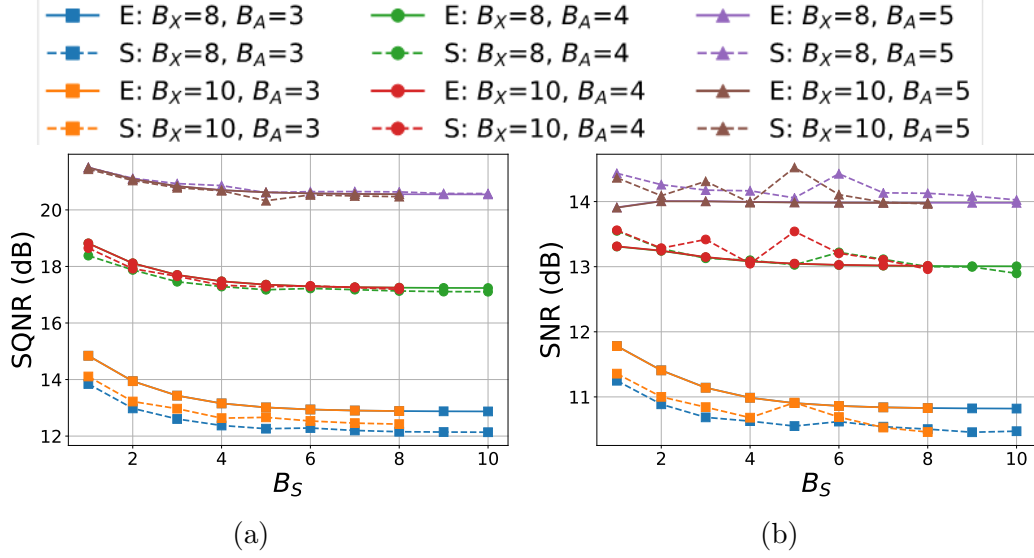 E: B_X=8, B_A=3 E: B_X=8, B_A=4 E: B_X=8, B_A=5
S: B_X=8, B_A=3 S: B_X=8, B_A=4 S: B_X=8, B_A=5
E: B_X=10, B_A=3 E: B_X=10, B_A=4 E: B_X=10, B_A=5
S: B_X=10, B_A=3 S: B_X=10, B_A=4 S: B_X=10, B_A=5
SQNR (dB)
20
18
16
14
12
2 4 6 8 10
B_S
(a)
SNR (dB)
14
13
12
11
2 4 6 8 10
B_S
(b)